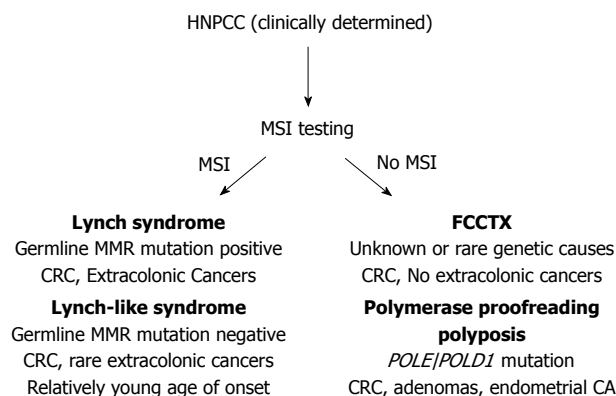 HNPCC (clinically determined)
MSI testing
MSI
No MSI
Lynch syndrome
Germline MMR mutation positive
CRC, Extracolonic Cancers
Lynch-like syndrome
Germline MMR mutation negative
CRC, rare extracolonic cancers
Relatively young age of onset
FCCTX
Unknown or rare genetic causes
CRC, No extracolonic cancers
Polymerase proofreading
polyposis
POLE/POLD1 mutation
CRC, adenomas, endometrial CA